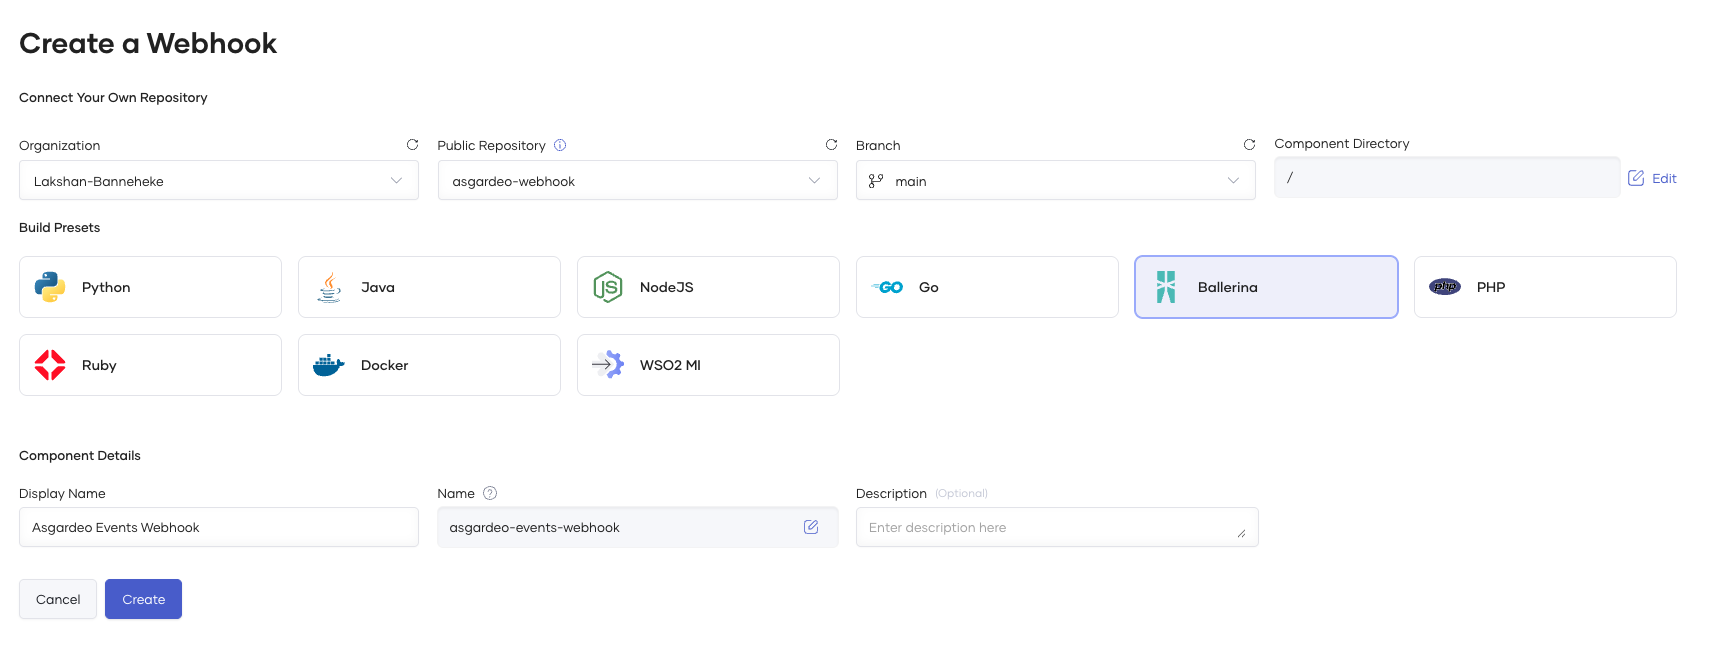 Create a Webhook
Connect Your Own Repository
Organization
Public Repository
Branch
Component Directory
Lakshan-Banneheke
asgardeo-webhook
main
/
Edit
Build Presets
Python
Java
NodeJS
GO Go
Ballerina
php PHP
Ruby
Docker
WSO2 MI
Component Details
Display Name
Name
Description (Optional)
Asgardeo Events Webhook
asgardeo-events-webhook
Enter description here
Cancel
Create